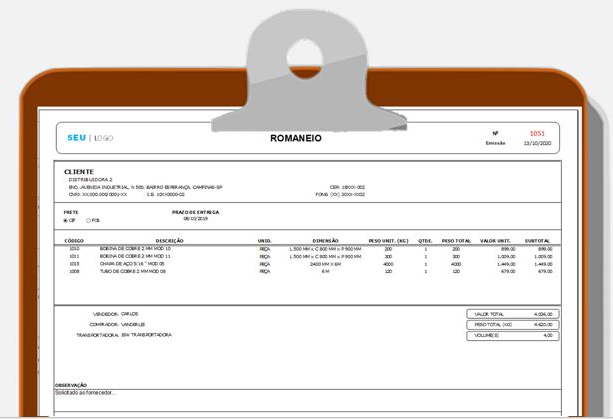 SEU | LOGO
ROMANEIO
Nº 1051
Emissão 13/10/2020
CLIENTE
DISTRIBUIDORA 2
END.: AVENIDA INDUSTRIAL, N 500, BAIRRO ESPERANÇA, CAMPINAS-SP
CEP: 18XXX-002
CNPJ: XX.000.000/0001-XX I.E: 10XX0000-02
FONE: (XX) 20XX-XX02
FRETE
PRAZO DE ENTREGA
CIF FOB
08/10/2019
CÓDIGO DESCRIÇÃO UNID. DIMENSÃO PESO UNIT. (KG) QTDE. PESO TOTAL VALOR UNIT. SUBTOTAL
1010 BOBINA DE COBRE 2 MM MOD 10 PEÇA L 500 MM x C 800 MM x P 900 MM 200 1 200 899,00 899,00
1011 BOBINA DE COBRE 2 MM MOD 11 PEÇA L 500 MM x C 800 MM x P 900 MM 300 1 300 1.009,00 1.009,00
1015 CHAPA DE AÇO 5/16 " MOD 05 PEÇA 2400 MM X 6M 4000 1 4000 1.449,00 1.449,00
1008 TUBO DE COBRE 2 MM MOD 08 PEÇA 6 M 120 1 120 679,00 679,00
VENDEDOR: CARLOS
VALOR TOTAL 4.036,00
COMPRADOR: VANDERLEI
PESO TOTAL (KG) 4.620,00
TRANSPORTADORA: JSW TRANSPORTADORA
VOLUME(S) 4,00
OBSERVAÇÃO
Solicitado ao fornecedor...